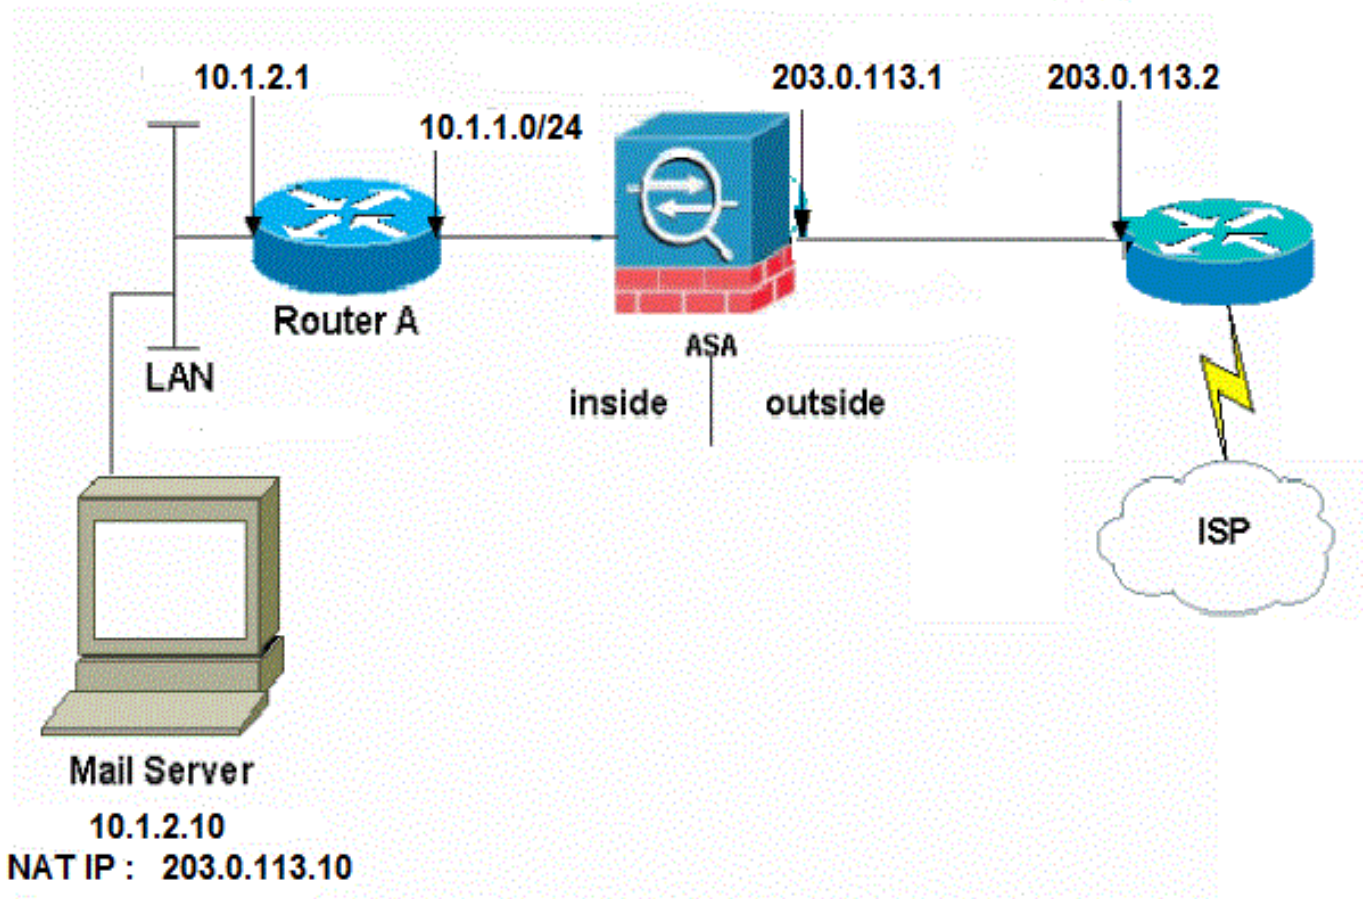 10.1.2.1
203.0.113.1
203.0.113.2
10.1.1.0/24
Router A
ASA
LAN
inside
outside
ISP
Mail Server
10.1.2.10
NAT IP : 203.0.113.10